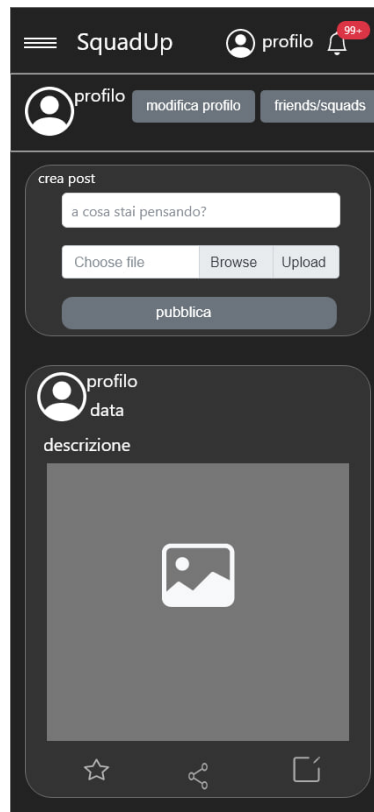 SquadUp profilo 99+
profilo modifica profilo friends/squads
crea post
a cosa stai pensando?
Choose file Browse Upload
pubblica
profilo
data
descrizione